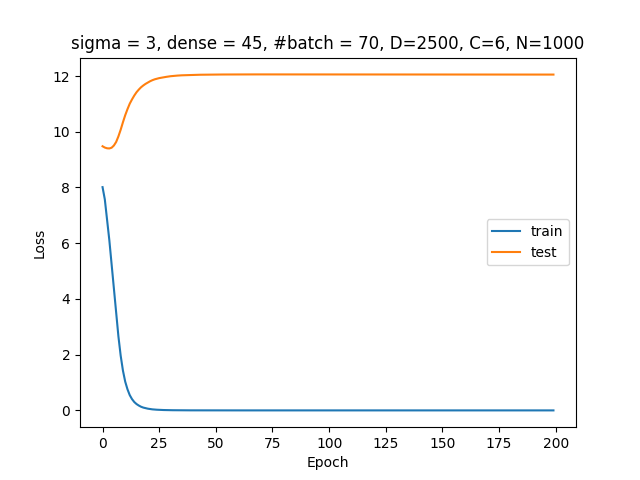 sigma = 3, dense = 45, #batch = 70, D=2500, C=6, N=1000
12
10
8
6
4
2
0
Loss
train
test
0 25 50 75 100 125 150 175 200
Epoch